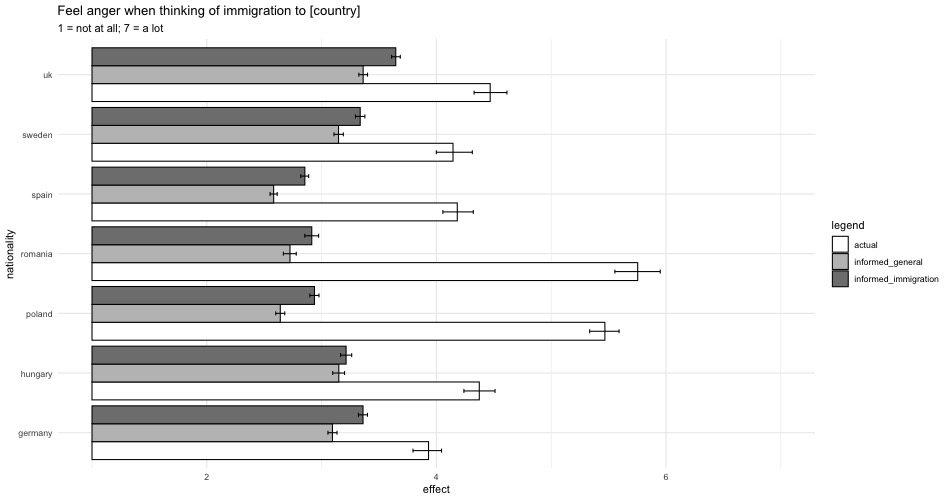 Feel anger when thinking of immigration to [country]
1 = not at all; 7 = a lot
nationality
uk
sweden
spain
romania
poland
hungary
germany
2
4
6
effect
legend
actual
informed_general
informed_immigration